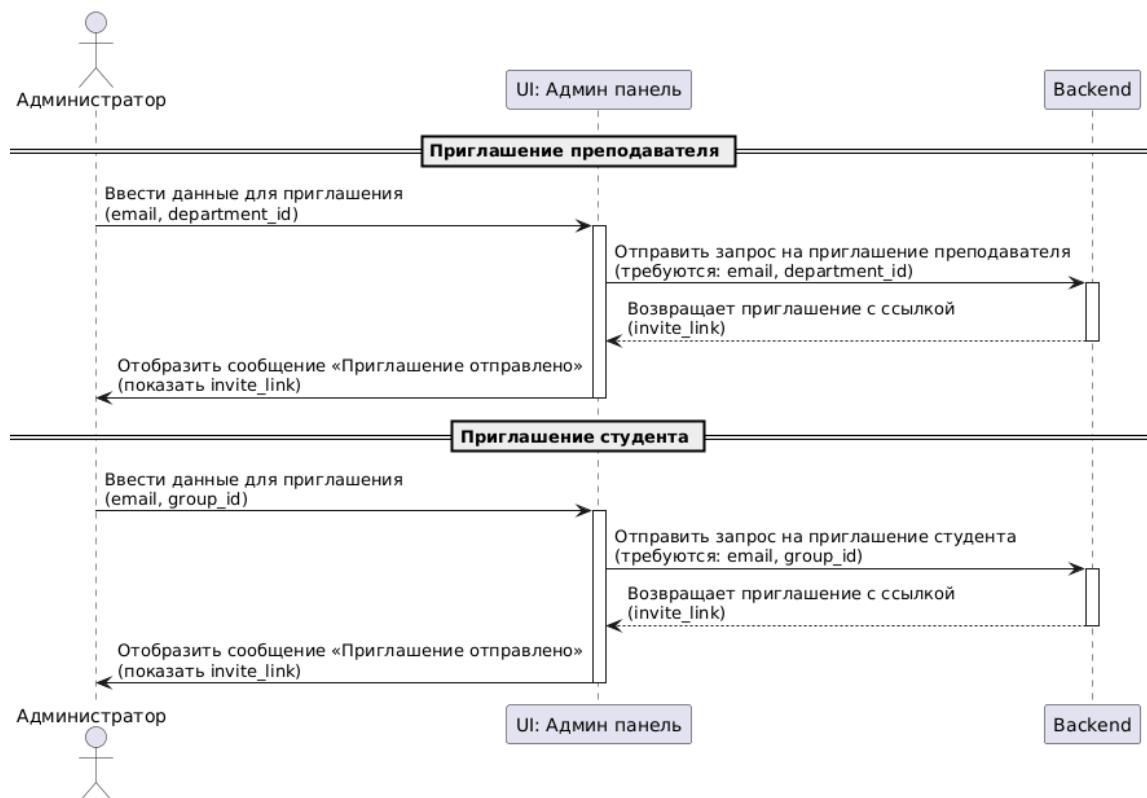 Администратор
UI: Админ панель
Backend
Приглашение преподавателя
Ввести данные для приглашения
(email, department_id)
Отправить запрос на приглашение преподавателя
(требуются: email, department_id)
Возвращает приглашение с ссылкой
(invite_link)
Отобразить сообщение «Приглашение отправлено»
(показать invite_link)
Приглашение студента
Ввести данные для приглашения
(email, group_id)
Отправить запрос на приглашение студента
(требуются: email, group_id)
Возвращает приглашение с ссылкой
(invite_link)
Отобразить сообщение «Приглашение отправлено»
(показать invite_link)
Администратор
UI: Админ панель
Backend